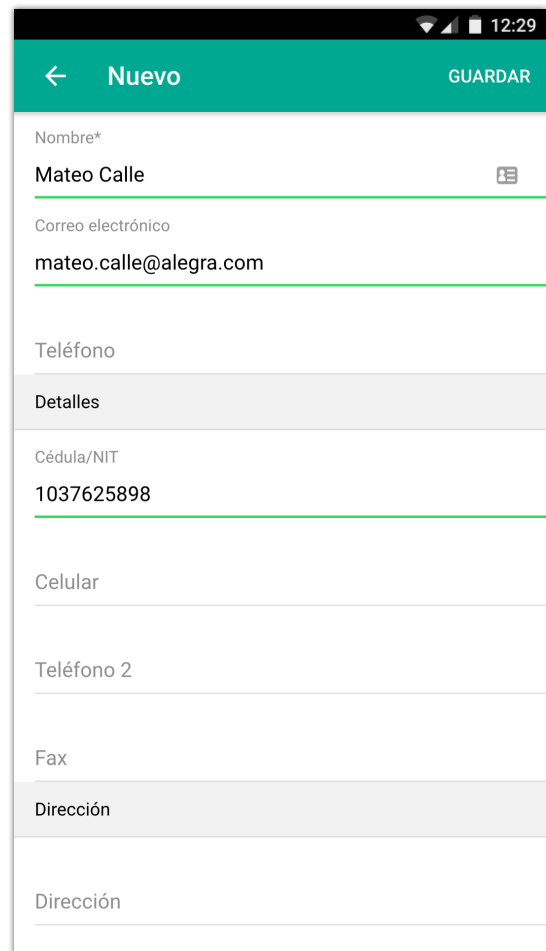 12:29
Nuevo GUARDAR
Nombre*
Mateo Calle
Correo electrónico
mateo.calle@alegra.com
Teléfono
Detalles
Cédula/NIT
1037625898
Celular
Teléfono 2
Fax
Dirección
Dirección